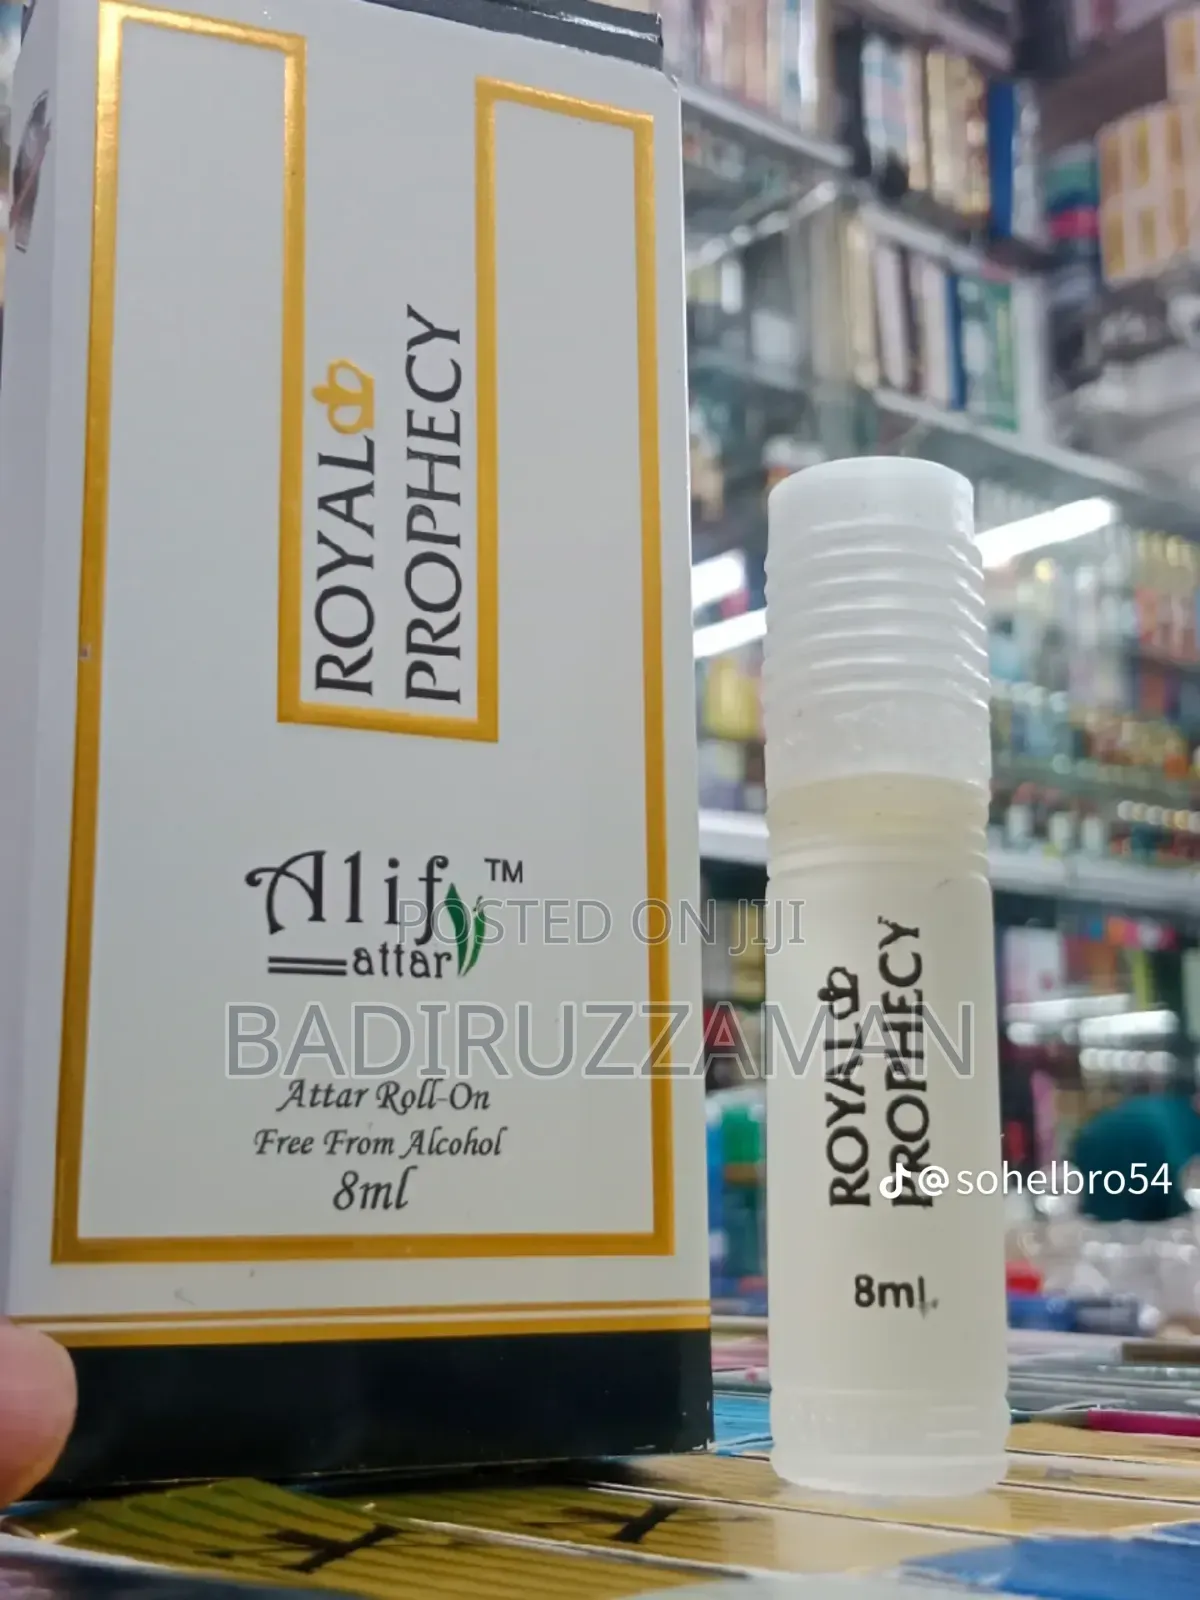 ROYAL
PROPHECY
Alif™
attar
POSTED ON JIJI
BADIRUZZAMAN
Attar Roll-On
Free From Alcohol
8ml
ROYAL
PROPHECY
@sohelbro54
8ml.